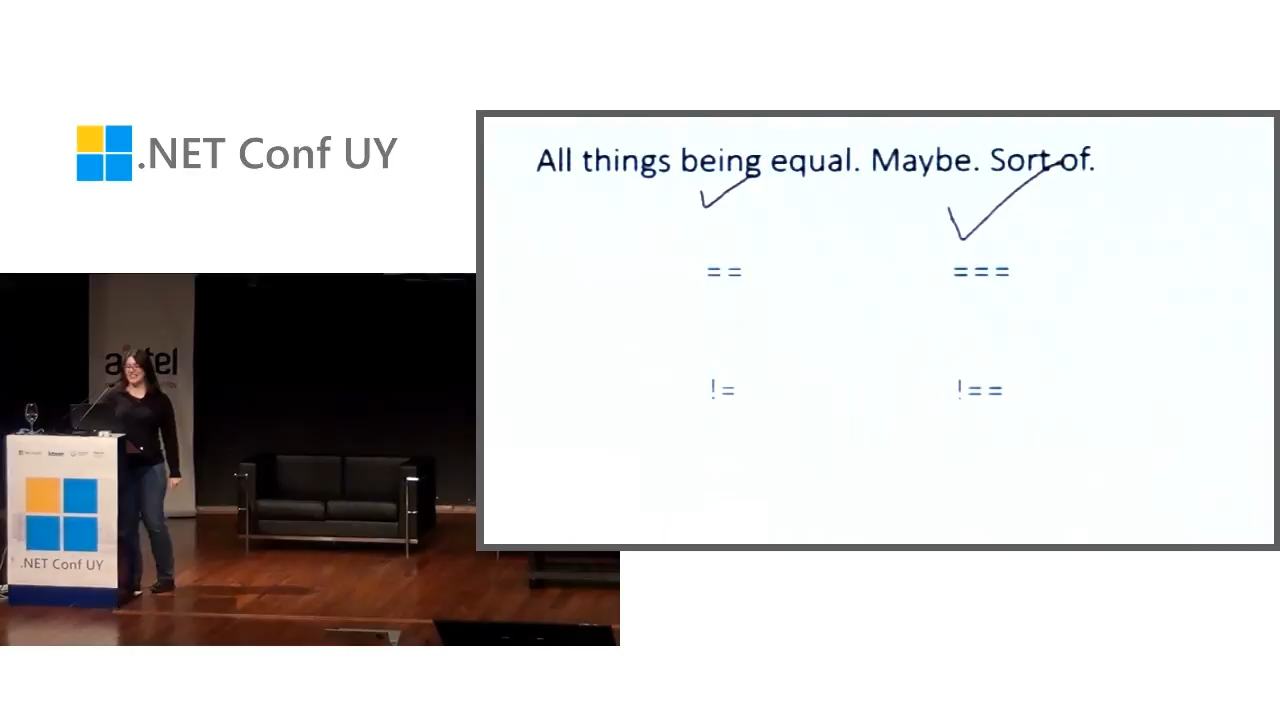 .NET Conf UY
All things being equal. Maybe. Sort of.
== ===
!= !==
.NET Conf UY